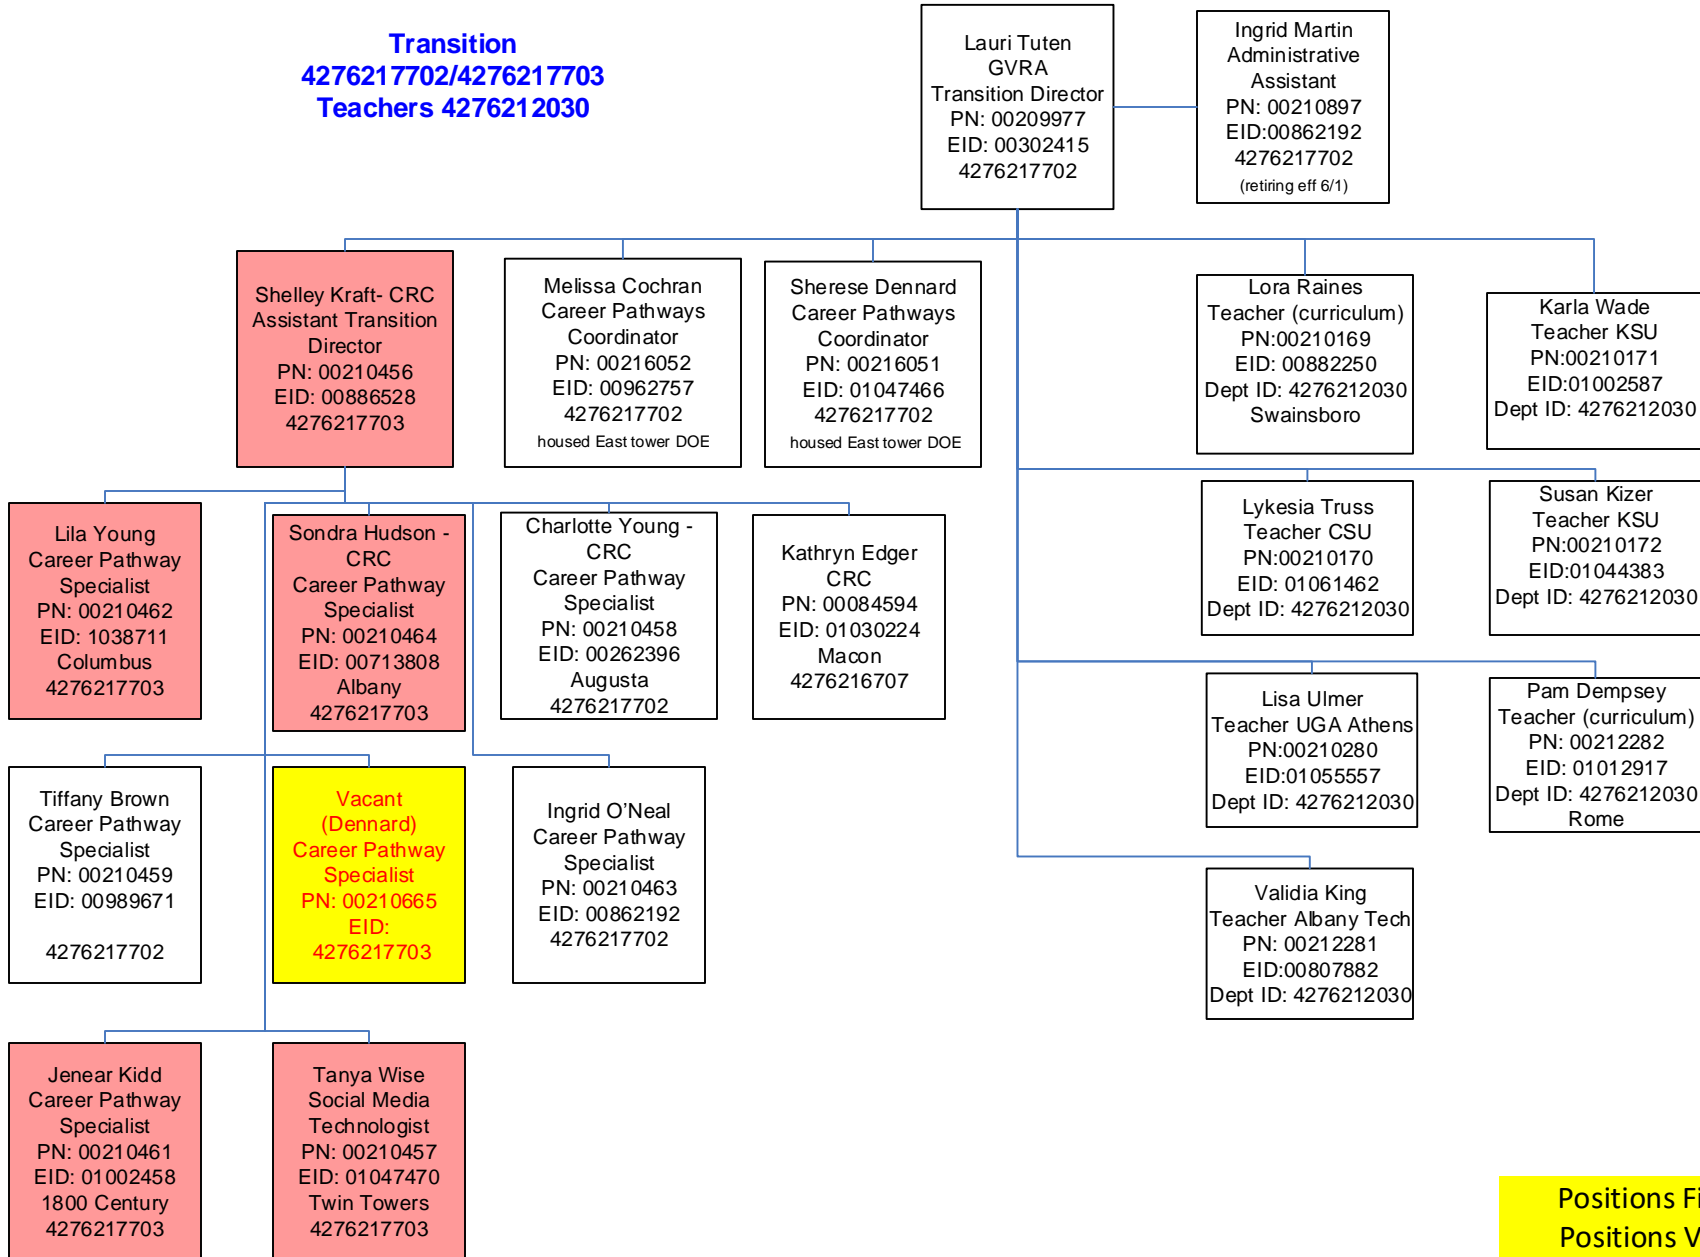 Transition
4276217702/4276217703
Teachers 4276212030
Lauri Tuten
GVRA
Transition Director
PN: 00209977
EID: 00302415
4276217702
Ingrid Martin
Administrative
Assistant
PN: 00210897
EID:00862192
4276217702
(retiring eff 6/1)
Shelley Kraft- CRC
Assistant Transition
Director
PN: 00210456
EID: 00886528
4276217703
Melissa Cochran
Career Pathways
Coordinator
PN: 00216052
EID: 00962757
4276217702
housed East tower DOE
Sherese Dennard
Career Pathways
Coordinator
PN: 00216051
EID: 01047466
4276217702
housed East tower DOE
Lora Raines
Teacher (curriculum)
PN:00210169
EID: 00882250
Dept ID: 4276212030
Swainsboro
Karla Wade
Teacher KSU
PN:00210171
EID:01002587
Dept ID: 4276212030
Lila Young
Career Pathway
Specialist
PN: 00210462
EID: 1038711
Columbus
4276217703
Sondra Hudson -
CRC
Career Pathway
Specialist
PN: 00210464
EID: 00713808
Albany
4276217703
Charlotte Young -
CRC
Career Pathway
Specialist
PN: 00210458
EID: 00262396
Augusta
4276217702
Kathryn Edger
CRC
PN: 00084594
EID: 01030224
Macon
4276216707
Lykesia Truss
Teacher CSU
PN:00210170
EID: 01061462
Dept ID: 4276212030
Susan Kizer
Teacher KSU
PN:00210172
EID:01044383
Dept ID: 4276212030
Lisa Ulmer
Teacher UGA Athens
PN:00210280
EID:01055557
Dept ID: 4276212030
Pam Dempsey
Teacher (curriculum)
PN: 00212282
EID: 01012917
Dept ID: 4276212030
Rome
Tiffany Brown
Career Pathway
Specialist
PN: 00210459
EID: 00989671
4276217702
Vacant
(Dennard)
Career Pathway
Specialist
PN: 00210665
EID:
4276217703
Ingrid O'Neal
Career Pathway
Specialist
PN: 00210463
EID: 00862192
4276217702
Validia King
Teacher Albany Tech
PN: 00212281
EID:00807882
Dept ID: 4276212030
Jenear Kidd
Career Pathway
Specialist
PN: 00210461
EID: 01002458
1800 Century
4276217703
Tanya Wise
Social Media
Technologist
PN: 00210457
EID: 01047470
Twin Towers
4276217703
Positions
Positions